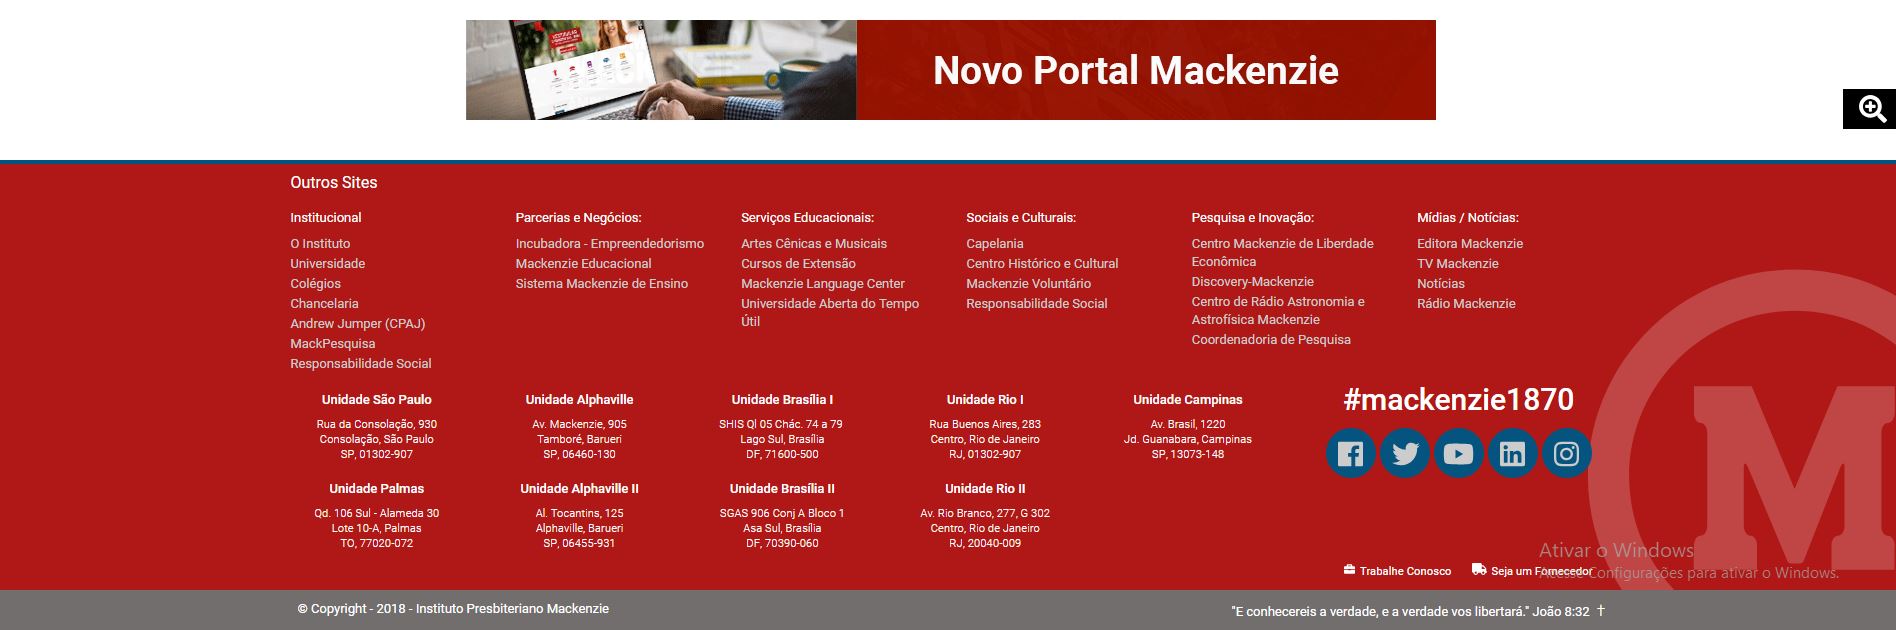 Novo Portal Mackenzie
Outros Sites
Institucional
O Instituto
Universidade
Colégios
Chancelaria
Andrew Jumper (CPAJ)
MackPesquisa
Responsabilidade Social
Parcerias e Negócios:
Incubadora - Empreendedorismo
Mackenzie Educacional
Sistema Mackenzie de Ensino
Serviços Educacionais:
Artes Cênicas e Musicais
Cursos de Extensão
Mackenzie Language Center
Universidade Aberta do Tempo
Útil
Sociais e Culturais:
Capelania
Centro Histórico e Cultural
Mackenzie Voluntário
Responsabilidade Social
Pesquisa e Inovação:
Centro Mackenzie de Liberdade
Econômica
Discovery-Mackenzie
Centro de Rádio Astronomia e
Astrofísica Mackenzie
Coordenadoria de Pesquisa
Mídias / Notícias:
Editora Mackenzie
TV Mackenzie
Notícias
Rádio Mackenzie
Unidade São Paulo
Rua da Consolação, 930
Consolação, São Paulo
SP, 01302-907
Unidade Alphaville
Av. Mackenzie, 905
Tamboré, Barueri
SP, 06460-130
Unidade Brasília I
SHIS Ql 05 Chác. 74 a 79
Lago Sul, Brasília
DF, 71600-500
Unidade Rio I
Rua Buenos Aires, 283
Centro, Rio de Janeiro
RJ, 01302-907
Unidade Campinas
Av. Brasil, 1220
Jd. Guanabara, Campinas
SP, 13073-148
#mackenzie1870
Unidade Palmas
Qd. 106 Sul - Alameda 30
Lote 10-A, Palmas
TO, 77020-072
Unidade Alphaville II
Al. Tocantins, 125
Alphaville, Barueri
SP, 06455-931
Unidade Brasília II
SGAS 906 Conj A Bloco 1
Asa Sul, Brasília
DF, 70390-060
Unidade Rio II
Av. Rio Branco, 277, G 302
Centro, Rio de Janeiro
RJ, 20040-009
M
Ativar o Windows
Acesse Configurações para ativar o Windows.
Trabalhe Conosco
Seja um Fornecedor
© Copyright - 2018 - Instituto Presbiteriano Mackenzie
"E conhecereis a verdade, e a verdade vos libertará." João 8:32 †